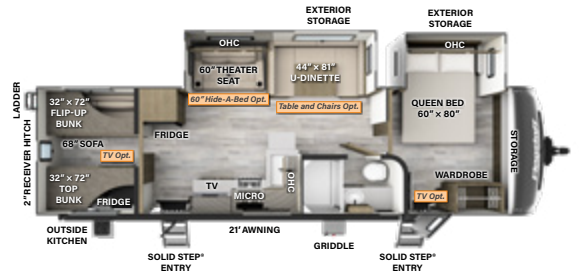 EXTERIOR
STORAGE
EXTERIOR
STORAGE
OHC
OHC
60" THEATER
SEAT
44" x 81"
U-DINETTE
60" Hide-A-Bed Opt.
Table and Chairs Opt.
QUEEN BED
60" x 80"
LADDER
2" RECEIVER HITCH
32" x 72"
FLIP-UP
BUNK
68" SOFA
TV Opt.
32" x 72"
TOP
BUNK
FRIDGE
FRIDGE
TV
MICRO
OHC
WARDROBE
TV Opt.
STORAGE
OUTSIDE
KITCHEN
21' AWNING
GRIDDLE
SOLID STEP®
ENTRY
SOLID STEP®
ENTRY